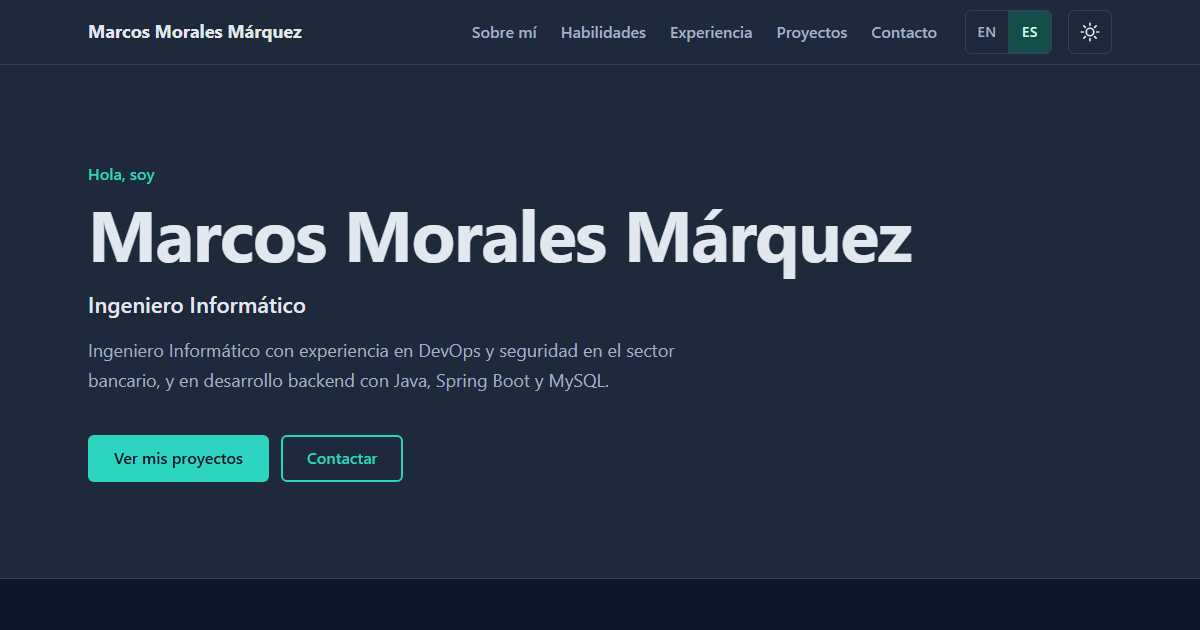 Marcos Morales Márquez
Sobre mí Habilidades Experiencia Proyectos Contacto EN ES
Hola, soy
Marcos Morales Márquez
Ingeniero Informático
Ingeniero Informático con experiencia en DevOps y seguridad en el sector
bancario, y en desarrollo backend con Java, Spring Boot y MySQL.
Ver mis proyectos Contactar